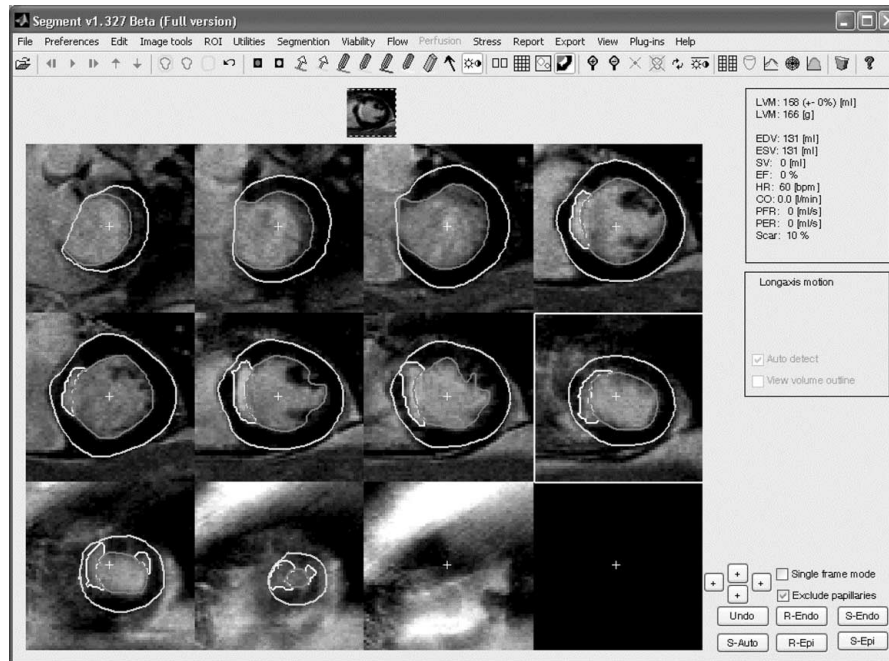 Segment v1.327 Beta (Full version)
File Preferences Edit Image tools ROI Utilities Segmention Viability Flow Perfusion Stress Report Export View Plug-ins Help
LVM: 158 (+- 0%) [ml]
LVM: 166 [g]
EDV: 131 [ml]
ESV: 131 [ml]
SV: 0 [ml]
EF: 0 %
HR: 60 [bpm]
CO: 0.0 [l/min]
PFR: 0 [ml/s]
PER: 0 [ml/s]
Scar: 10 %
Longaxis motion
Auto detect
View volume outline
Single frame mode
Exclude papillaries
Undo R-Endo S-Endo
S-Auto R-Epi S-Epi